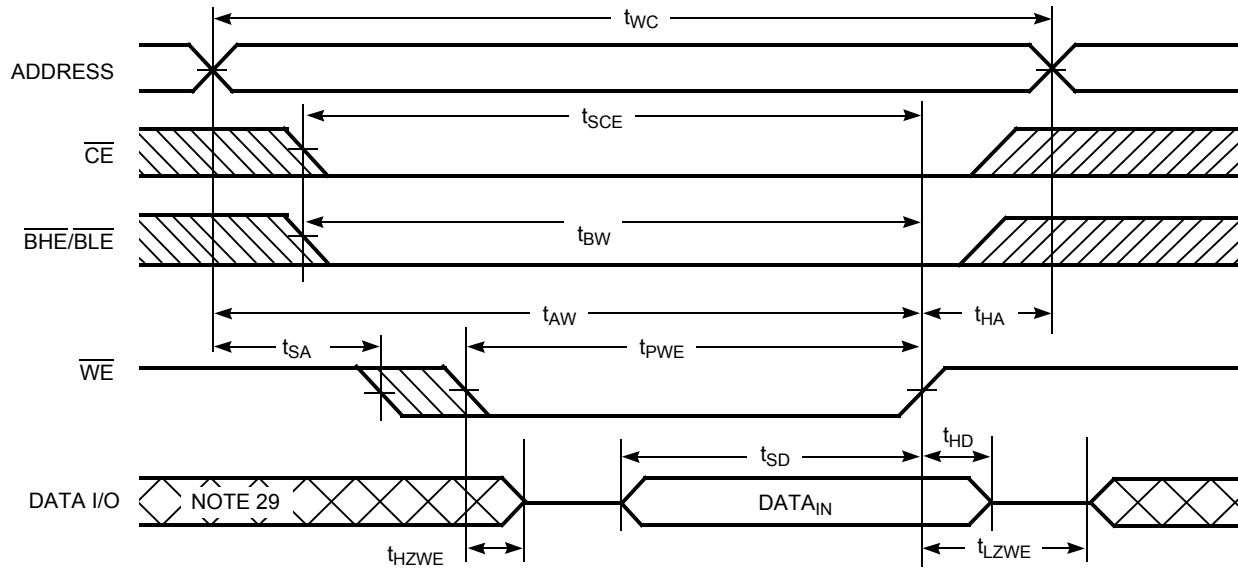 tWC
ADDRESS
tSCE
CE
tBW
BHE/BLE
tAW
tHA
tSA
tPWE
WE
tHD
tSD
DATA I/O
NOTE 29
DATAIN
tHZWE
tLZWE